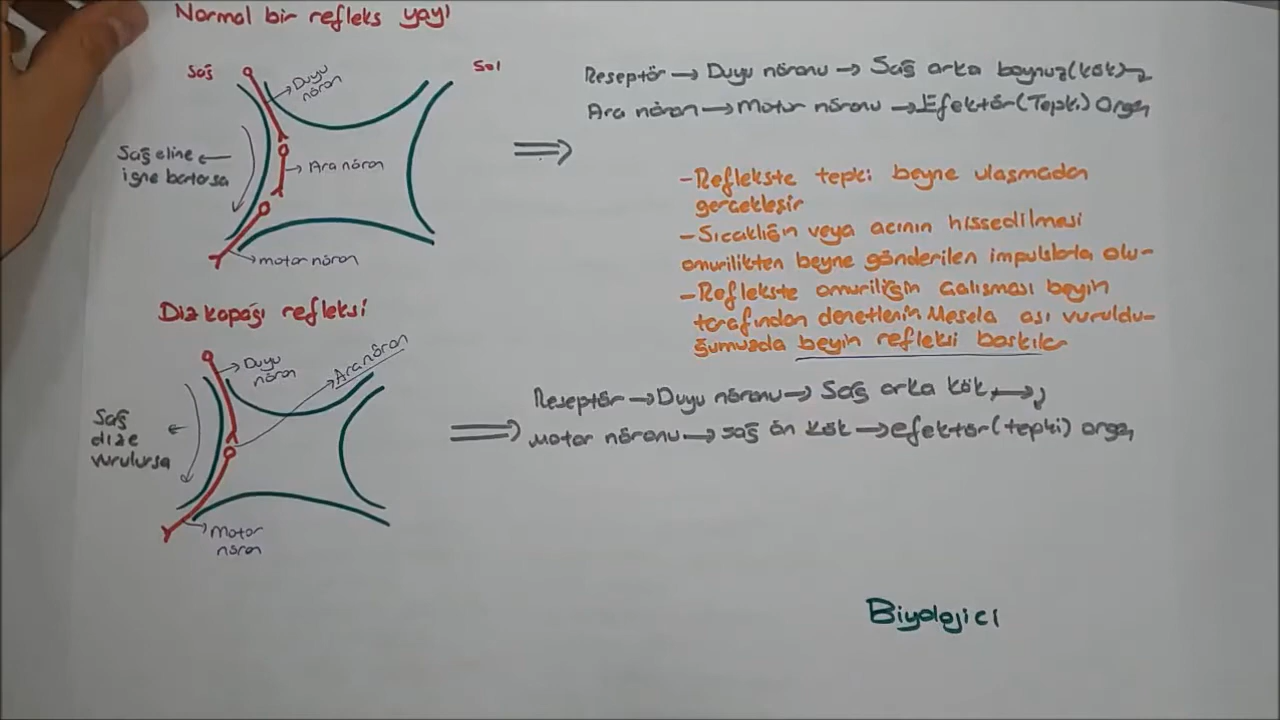 Normal bir refleks yayı
Sağ
Sol
Duyu
nöron
Ara nöron
Sağ eline
iğne batarsa
motor nöron
Reseptör → Duyu nöronu → Sağ arka boynuz(kök)
Ara nöron → Motor nöronu → Efektör(Tepki) Organ
- Reflekste tepki beyne ulaşmadan
gerçekleşir
- Sıcaklığın veya acının hissedilmesi
omurilikten beyne gönderilen impulslarla olur
- Reflekste omuriliğin çalışması beyin
tarafından denetlenir. Mesela aşı vuruldu-
ğumuzda beyin refleksi baskılar
Diz kapağı refleksi
Duyu
nöron
Ara nöron
Sağ
dize
vurulursa
Motor
nöron
Reseptör → Duyu nöronu → Sağ arka kök →
motor nöronu → sağ ön kök → efektör(tepki) organ
Biyolojici